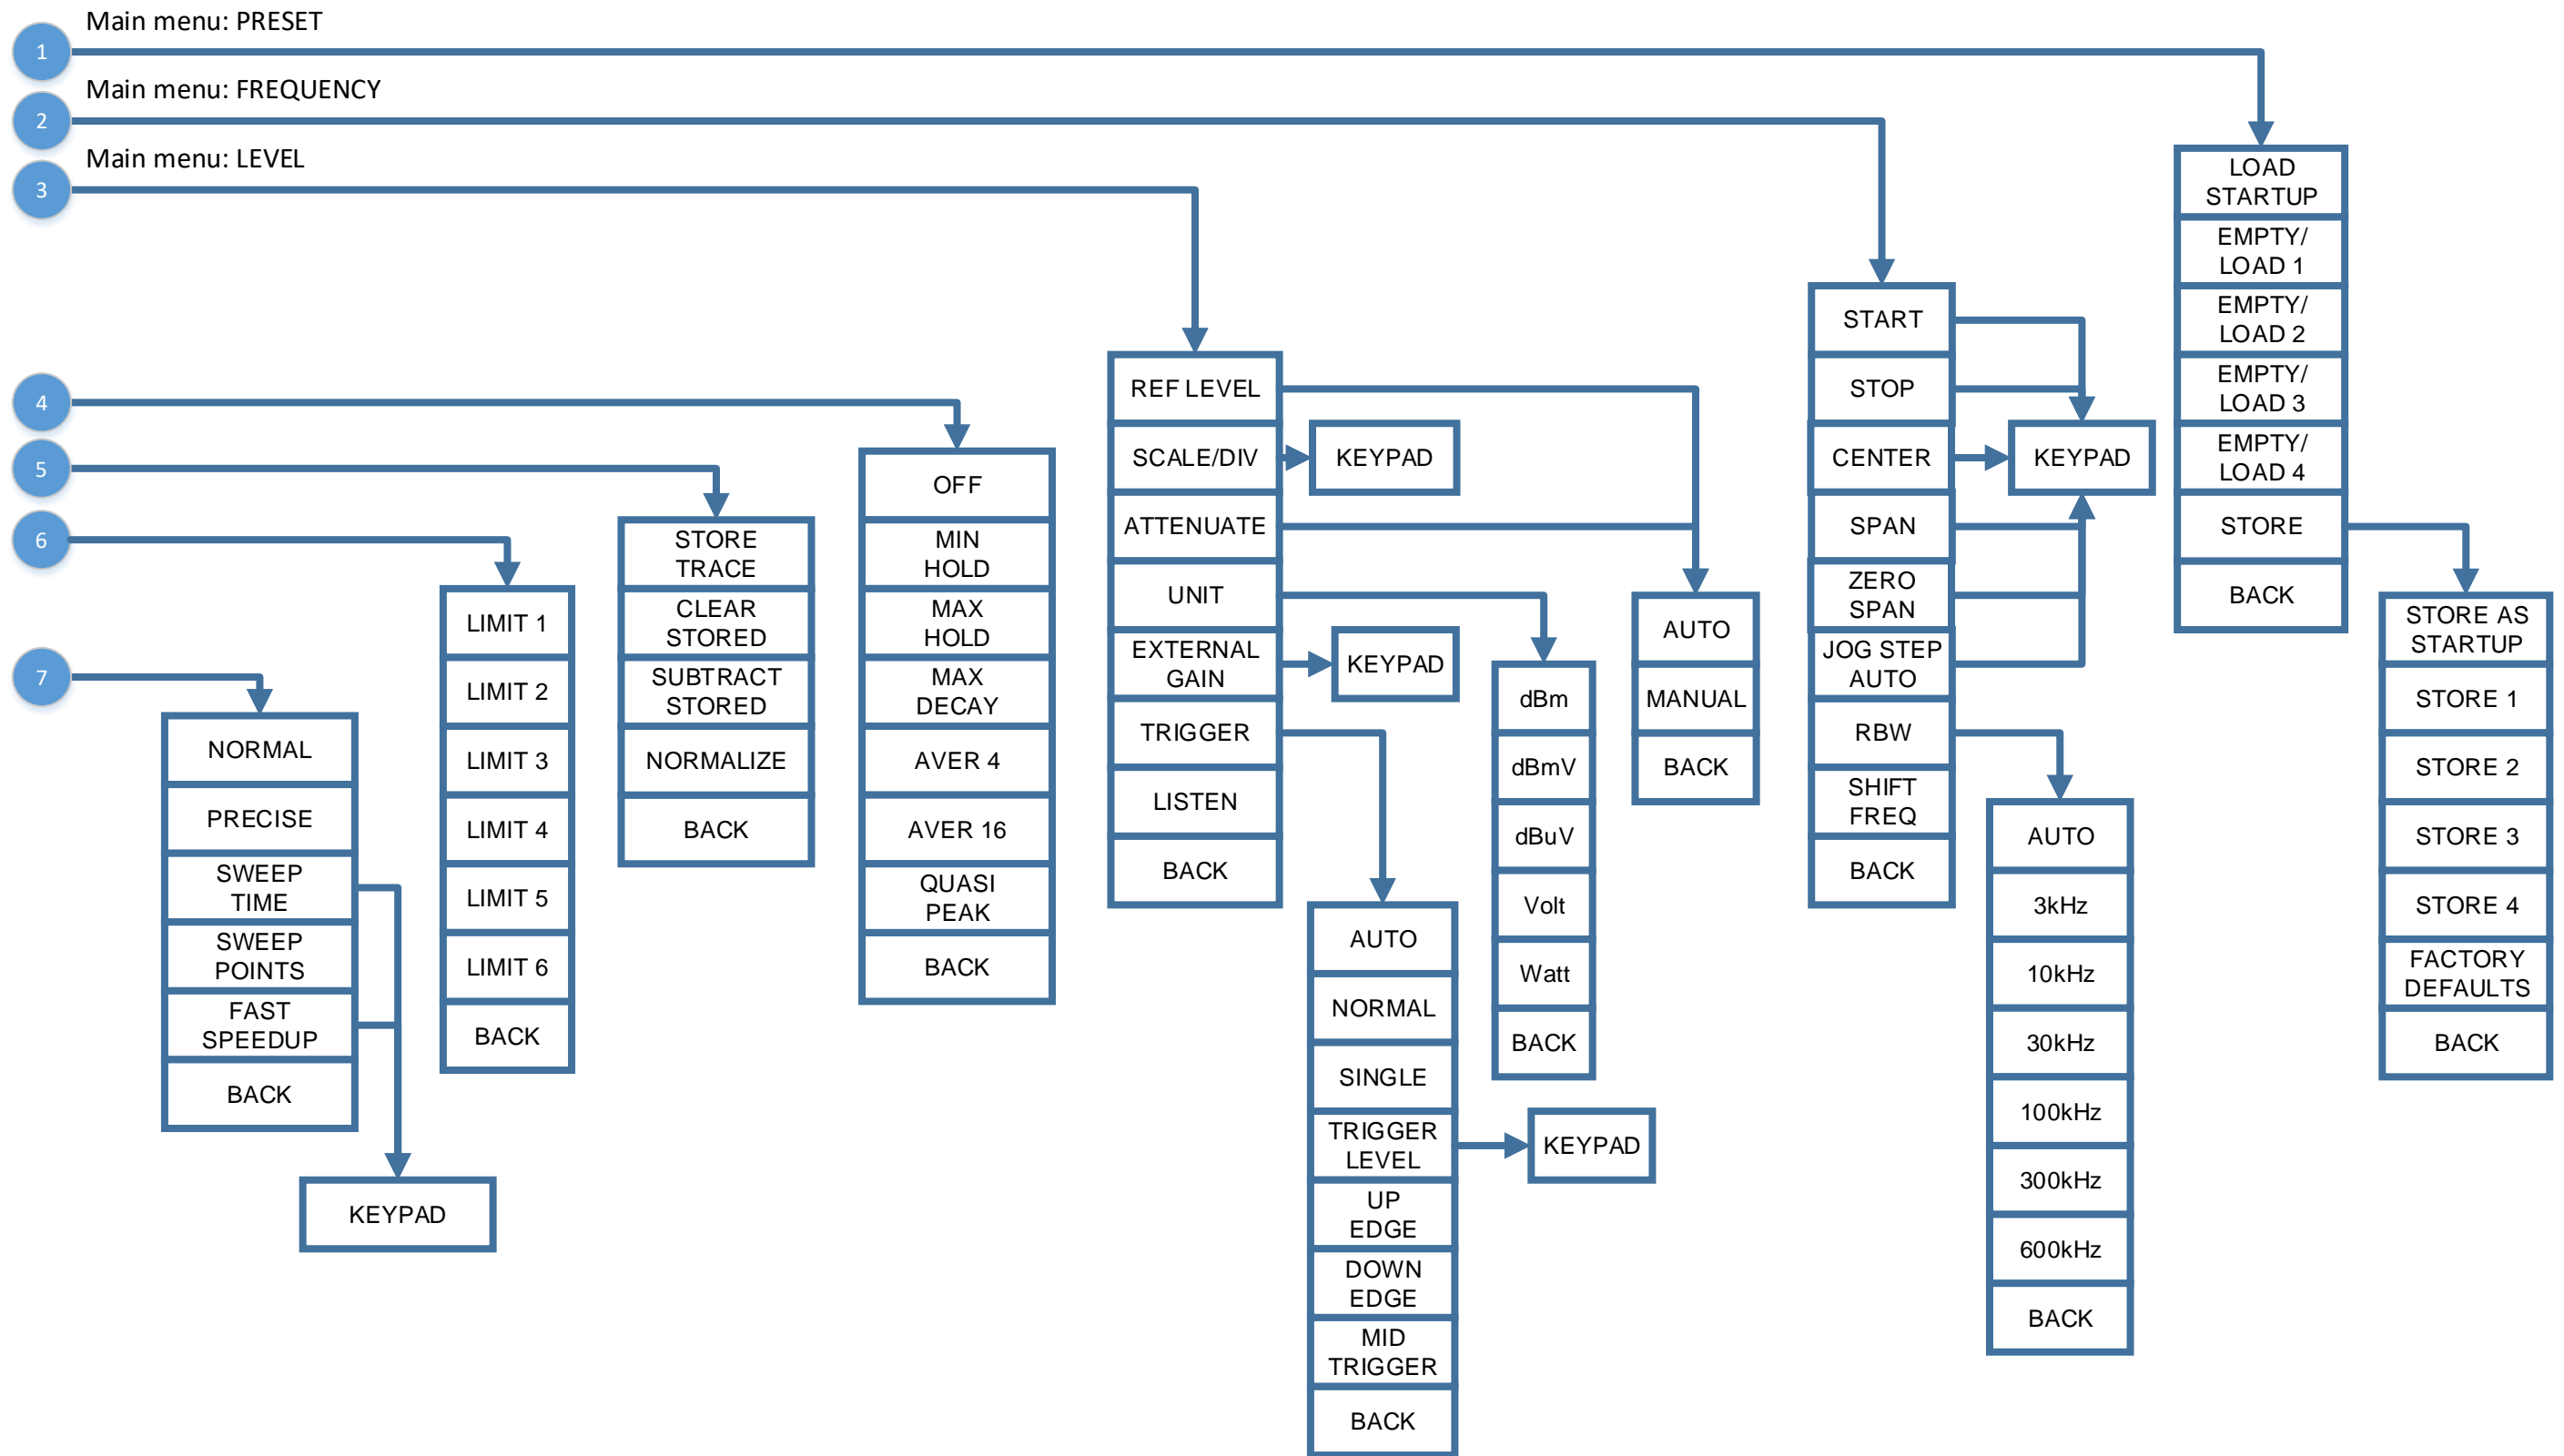 Main menu: PRESET
1
Main menu: FREQUENCY
2
Main menu: LEVEL
3
4
5
6
7
NORMAL
PRECISE
SWEEP
TIME
SWEEP
POINTS
FAST
SPEEDUP
BACK
KEYPAD
LIMIT 1
LIMIT 2
LIMIT 3
LIMIT 4
LIMIT 5
LIMIT 6
BACK
STORE
TRACE
CLEAR
STORED
SUBTRACT
STORED
NORMALIZE
BACK
OFF
MIN
HOLD
MAX
HOLD
MAX
DECAY
AVER 4
AVER 16
QUASI
PEAK
BACK
REF LEVEL
SCALE/DIV
ATTENUATE
UNIT
EXTERNAL
GAIN
TRIGGER
LISTEN
BACK
KEYPAD
KEYPAD
AUTO
NORMAL
SINGLE
TRIGGER
LEVEL
UP
EDGE
DOWN
EDGE
MID
TRIGGER
BACK
KEYPAD
dBm
dBmV
dBuV
Volt
Watt
BACK
AUTO
MANUAL
BACK
START
STOP
CENTER
SPAN
ZERO
SPAN
JOG STEP
AUTO
RBW
SHIFT
FREQ
BACK
KEYPAD
AUTO
3kHz
10kHz
30kHz
100kHz
300kHz
600kHz
BACK
LOAD
STARTUP
EMPTY/
LOAD 1
EMPTY/
LOAD 2
EMPTY/
LOAD 3
EMPTY/
LOAD 4
STORE
BACK
STORE AS
STARTUP
STORE 1
STORE 2
STORE 3
STORE 4
FACTORY
DEFAULTS
BACK